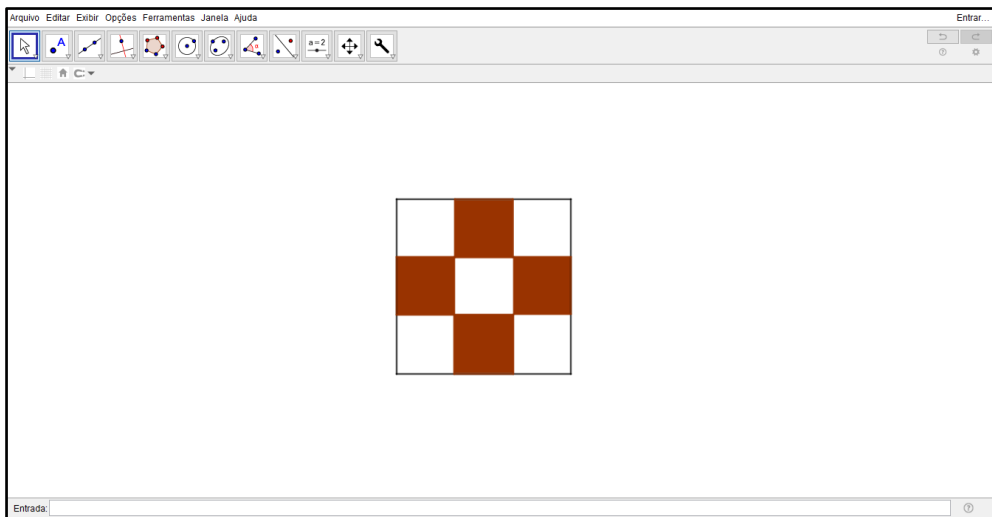 Arquivo Editar Exibir Opções Ferramentas Janela Ajuda
Entrar...
A
α
a=2
Entrada: